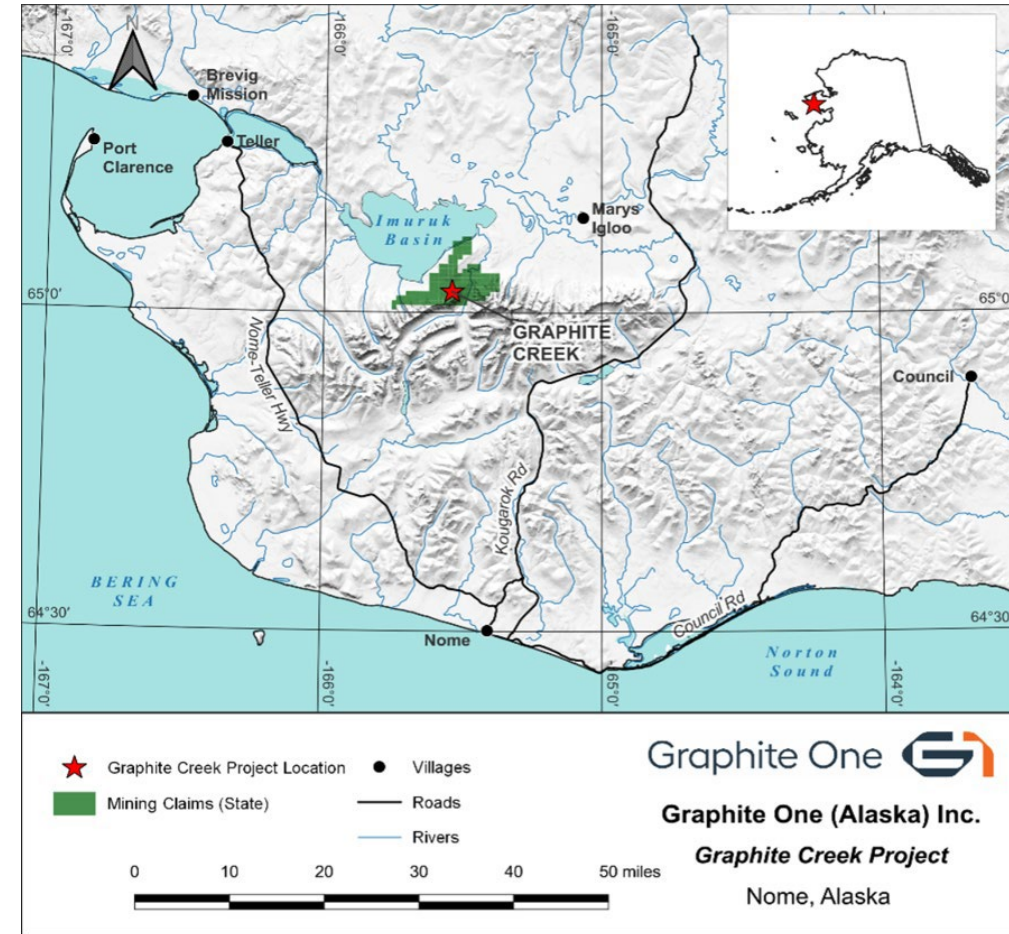 N
-167°0'
-166°0'
-165°0'
Brevig
Mission
Port
Clarence
Teller
Imuruk
Basin
Marys
Igloo
65°0'
65°0'
GRAPHITE
CREEK
Nome-Teller Hwy
Kougarok Rd
Council
BERING
SEA
64°30'
64°30'
Nome
Council Rd
Norton
Sound
-167°0'
-166°0'
-165°0'
-164°0'
Graphite Creek Project Location
Villages
Mining Claims (State)
Roads
Rivers
0 10 20 30 40 50 miles
Graphite One G1
Graphite One (Alaska) Inc.
Graphite Creek Project
Nome, Alaska